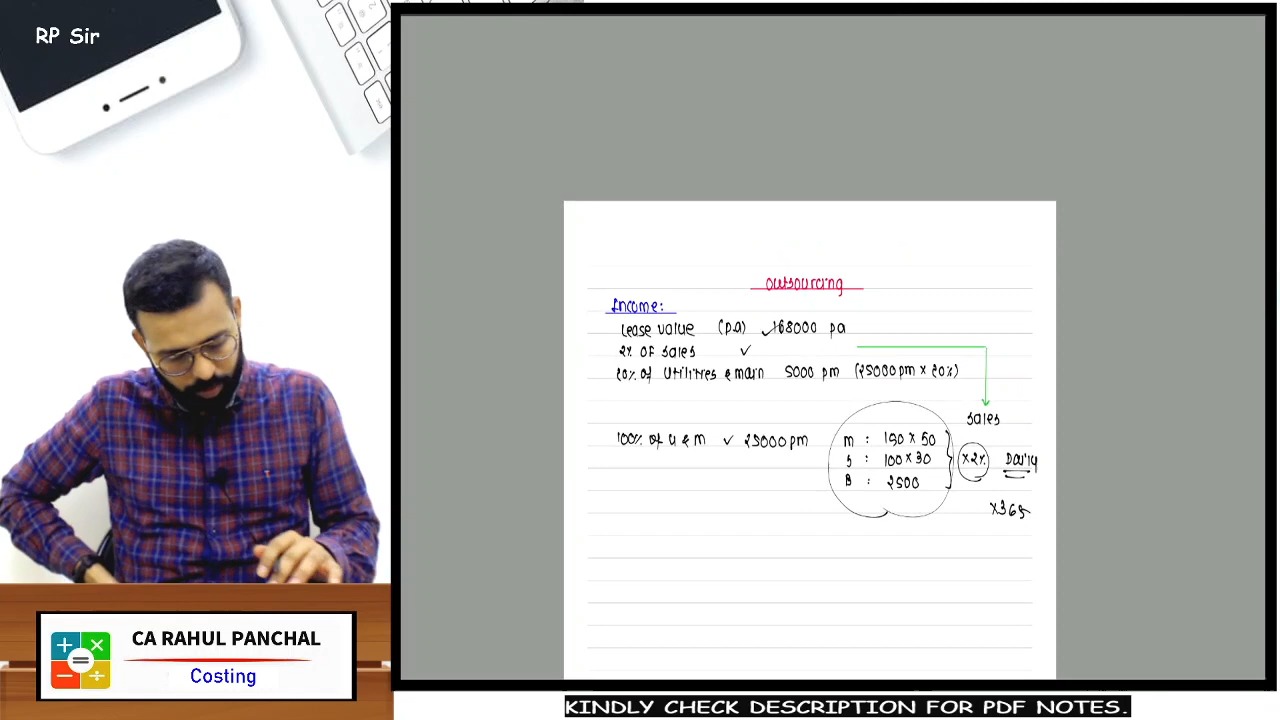 RP Sir
outsourcing
Income:
Lease value (p.a) ✓ 168000 pa
2% of sales ✓
20% of Utilities & main 5000 pm (25000 pm × 20%)
sales
100% of u & m ✓ 25000 pm
m : 150 × 50
S : 100 × 30
B : 2500
×2% Daily
×365
CA RAHUL PANCHAL
Costing
KINDLY CHECK DESCRIPTION FOR PDF NOTES.